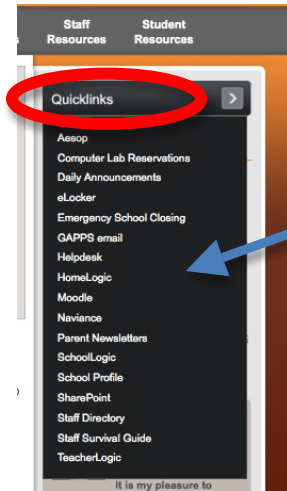 Staff
Resources
Student
Resources
Quicklinks
Aesop
Computer Lab Reservations
Daily Announcements
eLocker
Emergency School Closing
GAPPS email
Helpdesk
HomeLogic
Moodle
Naviance
Parent Newsletters
SchoolLogic
School Profile
SharePoint
Staff Directory
Staff Survival Guide
TeacherLogic
It is my pleasure to